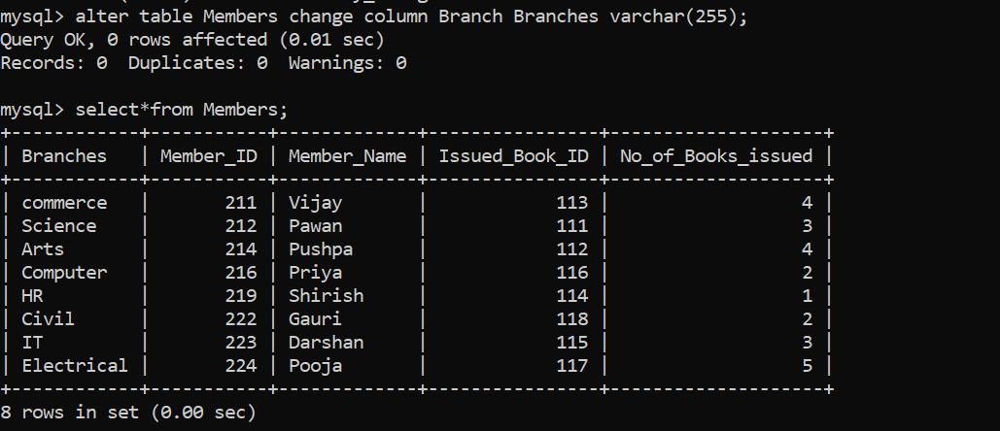 mysql> alter table Members change column Branch Branches varchar(255);
Query OK, 0 rows affected (0.01 sec)
Records: 0  Duplicates: 0  Warnings: 0
mysql> select*from Members;
+------------+-----------+-------------+----------------+--------------------+
| Branches   | Member_ID | Member_Name | Issued_Book_ID | No_of_Books_issued |
+------------+-----------+-------------+----------------+--------------------+
| commerce   |       211 | Vijay       |            113 |                  4 |
| Science    |       212 | Pawan       |            111 |                  3 |
| Arts       |       214 | Pushpa      |            112 |                  4 |
| Computer   |       216 | Priya       |            116 |                  2 |
| HR         |       219 | Shirish     |            114 |                  1 |
| Civil      |       222 | Gauri       |            118 |                  2 |
| IT         |       223 | Darshan     |            115 |                  3 |
| Electrical |       224 | Pooja       |            117 |                  5 |
+------------+-----------+-------------+----------------+--------------------+
8 rows in set (0.00 sec)